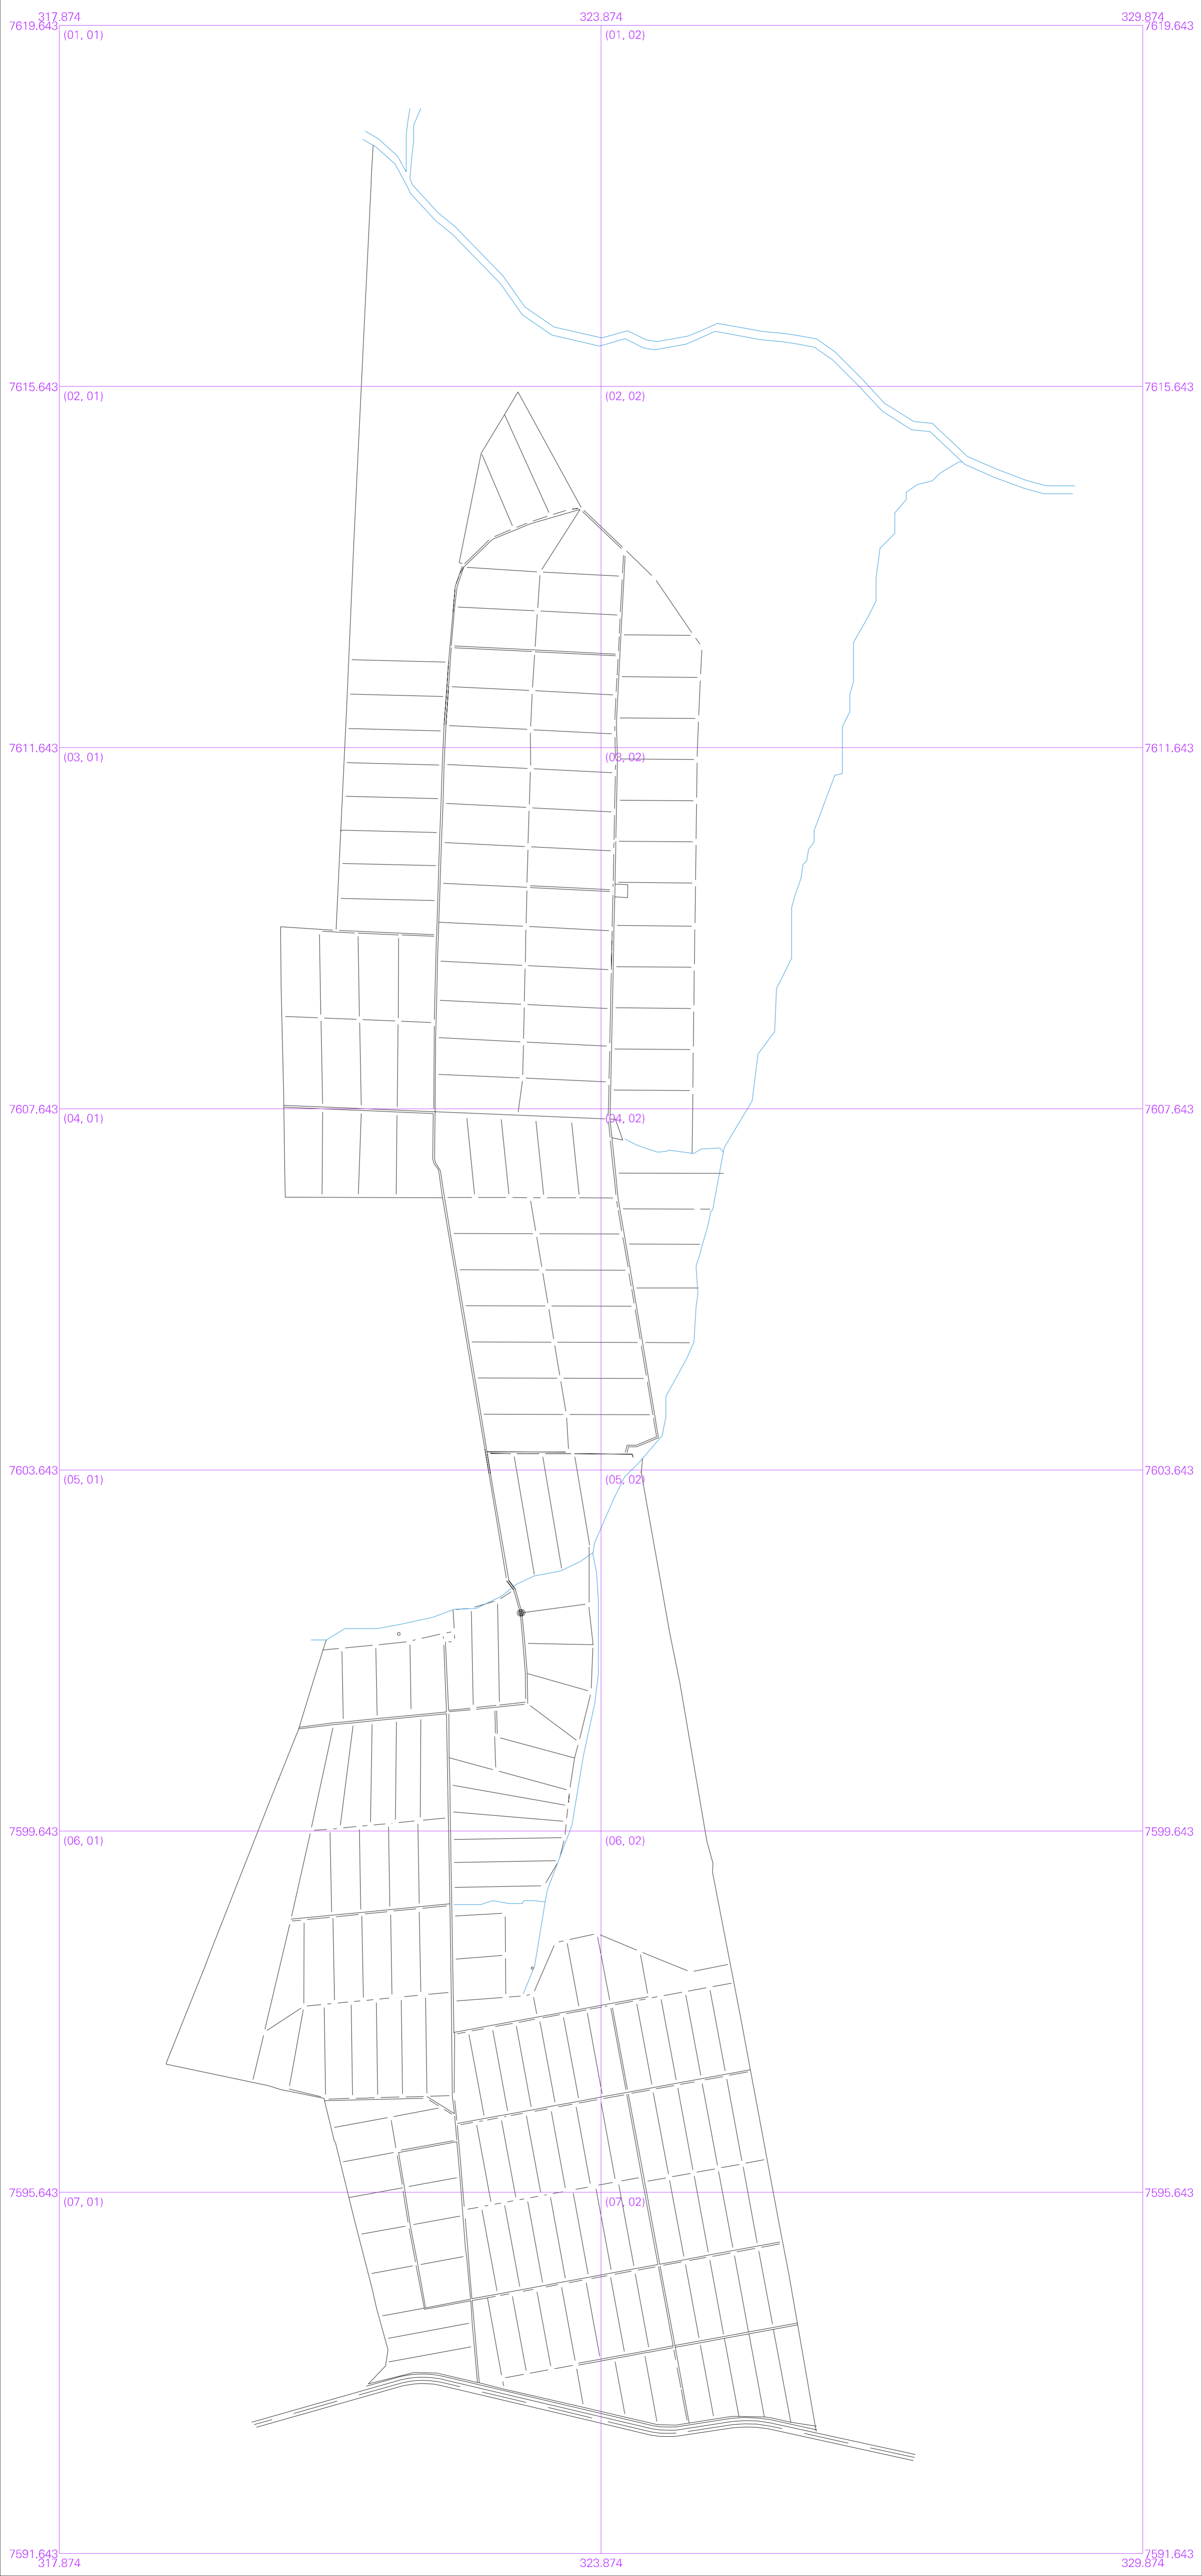 317.874 323.874 329.874
7619.643 7619.643
(01, 01) (01, 02)
7615.643 7615.643
(02, 01) (02, 02)
7611.643 7611.643
(03, 01) (03, 02)
7607.643 7607.643
(04, 01) (04, 02)
7603.643 7603.643
(05, 01) (05, 02)
7599.643 7599.643
(06, 01) (06, 02)
7595.643 7595.643
(07, 01) (07, 02)
7591.643 7591.643
317.874 323.874 329.874